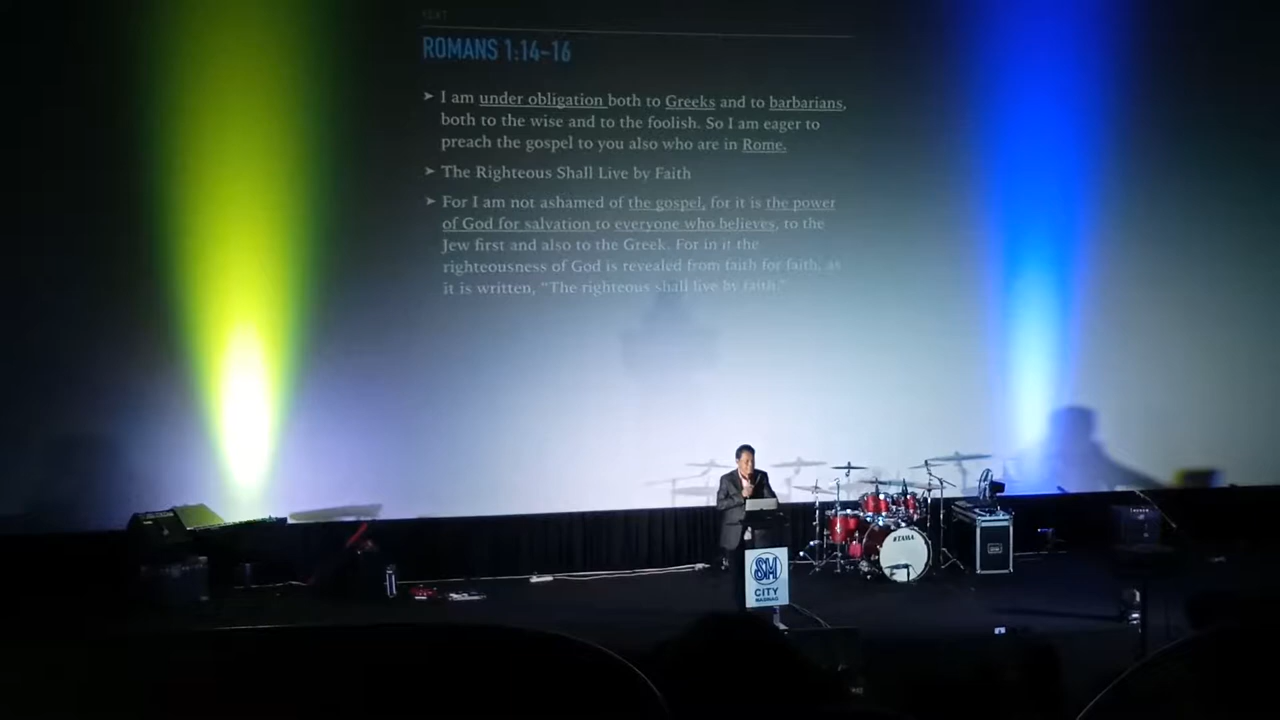 TEXT
ROMANS 1:14-16
➤ I am under obligation both to Greeks and to barbarians,
both to the wise and to the foolish. So I am eager to
preach the gospel to you also who are in Rome.
➤ The Righteous Shall Live by Faith
➤ For I am not ashamed of the gospel, for it is the power
of God for salvation to everyone who believes, to the
Jew first and also to the Greek. For in it the
righteousness of God is revealed from faith for faith, as
it is written, “The righteous shall live by faith.”
TAMA
SM
CITY
MASINAG